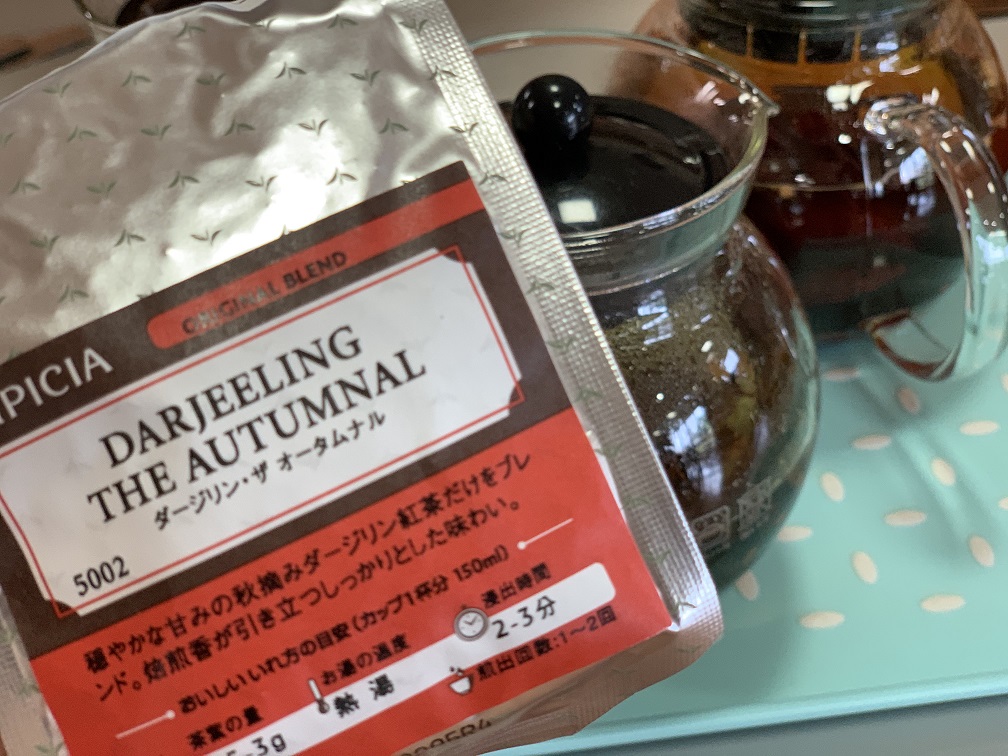 ORIGINAL BLEND
PICIA
DARJEELING
THE AUTUMNAL
ダージリン・ザ オータムナル
5002
穏やかな甘みの秋摘みダージリン紅茶だけをブレ
ンド。焙煎香が引き立つしっかりとした味わい。
おいしいいれ方の目安(カップ1杯分 150ml)
茶葉の量
お湯の温度
熱湯
浸出時間
2-3分
煎出回数:1〜2回